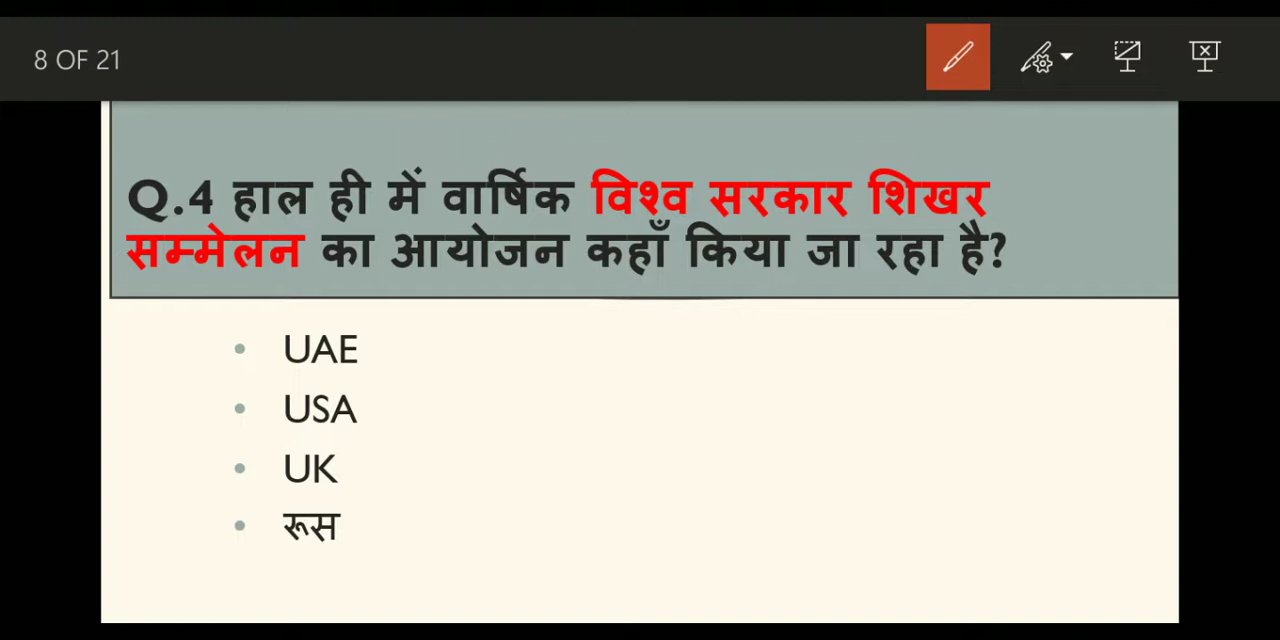 8 OF 21
Q.4 हाल ही में वार्षिक विश्व सरकार शिखर
सम्मेलन का आयोजन कहाँ किया जा रहा है?
• UAE
• USA
• UK
• रूस